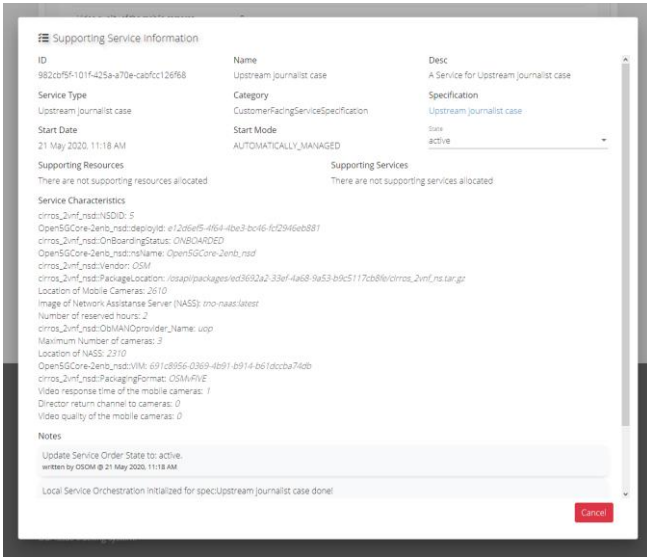 Supporting Service Information
ID Name Desc
982cbf5f-101f-425a-a70e-cabfcc126f68 Upstream journalist case A Service for Upstream journalist case
Service Type Category Specification
Upstream journalist case CustomerFacingServiceSpecification Upstream journalist case
Start Date Start Mode State
21 May 2020, 11:18 AM AUTOMATICALLY_MANAGED active
Supporting Resources Supporting Services
There are not supporting resources allocated There are not supporting services allocated
Service Characteristics
cirros_2vnf_nsd::NSDID: 5
Open5GCore-2enb_nsd::deployId: e12d6ef5-4f64-4be3-bc46-fcf2946eb881
cirros_2vnf_nsd::OnBoardingStatus: ONBOARDED
Open5GCore-2enb_nsd::nsName: Open5GCore-2enb_nsd
cirros_2vnf_nsd::Vendor: OSM
cirros_2vnf_nsd::PackageLocation: /osapi/packages/ed3692a2-33ef-4a68-9a53-b9c5117cb8fe/cirros_2vnf_ns.tar.gz
Location of Mobile Cameras: 2610
Image of Network Assistanse Server (NASS): tno-naas:latest
Number of reserved hours: 2
cirros_2vnf_nsd::ObMANOprovider_Name: uop
Maximum Number of cameras: 3
Location of NASS: 2310
Open5GCore-2enb_nsd::VIM: 691c8956-0369-4b91-b914-b61dccba74db
cirros_2vnf_nsd::PackagingFormat: OSMvFIVE
Video response time of the mobile cameras: 1
Director return channel to cameras: 0
Video quality of the mobile cameras: 0
Notes
Update Service Order State to: active.
written by OSOM @ 21 May 2020, 11:18 AM
Local Service Orchestration initialized for spec:Upstream journalist case done!
Cancel